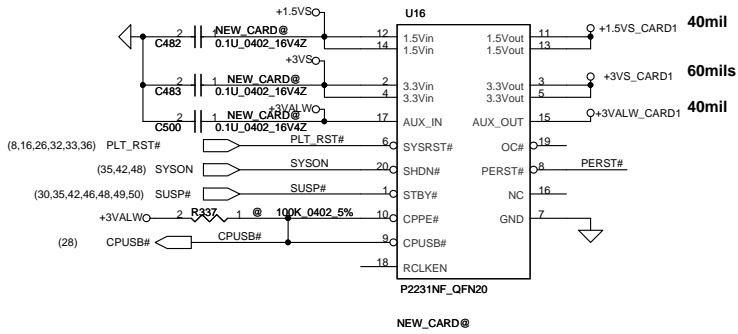 U16
+1.5VS
NEW_CARD@
2 1 12 1.5Vin 1.5Vout 11 +1.5VS_CARD1 40mil
C482 0.1U_0402_16V4Z 14 1.5Vin 1.5Vout 13
+3VS
2 1 NEW_CARD@ 2 3.3Vin 3.3Vout 3 +3VS_CARD1 60mils
C483 0.1U_0402_16V4Z 4 3.3Vin 3.3Vout 5
+3VALW
2 1 NEW_CARD@ 17 AUX_IN AUX_OUT 15 +3VALW_CARD1 40mil
C500 0.1U_0402_16V4Z
(8,16,26,32,33,36) PLT_RST# PLT_RST# 6 SYSRST# OC# 19
(35,42,48) SYSON SYSON 20 SHDN# PERST# 8 PERST#
(30,35,42,46,48,49,50) SUSP# SUSP# 1 STBY# NC 16
+3VALW 2 R337 1 @ 100K_0402_5% 10 CPPE# GND 7
(28) CPUSB# CPUSB# 9 CPUSB#
18 RCLKEN
P2231NF_QFN20
NEW_CARD@